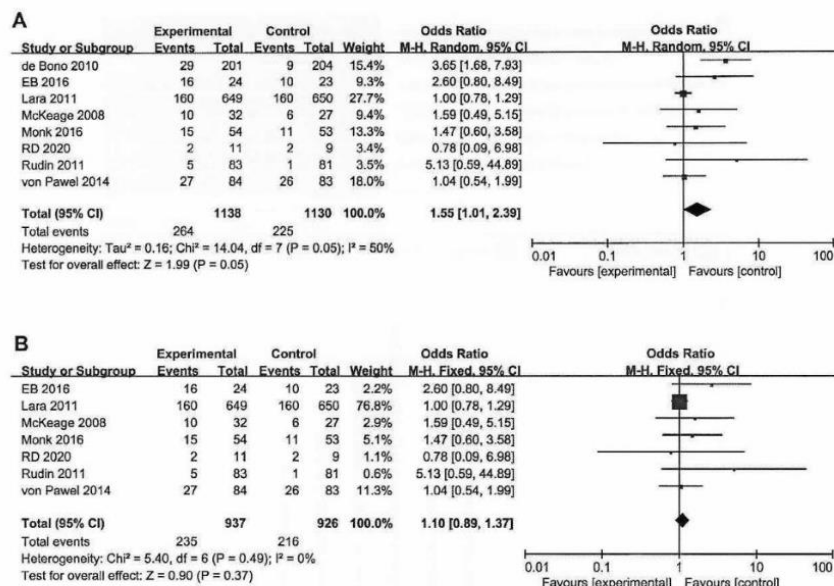 A
Experimental Control Odds Ratio Odds Ratio
Study or Subgroup Events Total Events Total Weight M-H. Random. 95% CI M-H. Random. 95% CI
de Bono 2010 29 201 9 204 15.4% 3.65 [1.68, 7.93]
EB 2016 16 24 10 23 9.3% 2.60 [0.80, 8.49]
Lara 2011 160 649 160 650 27.7% 1.00 [0.78, 1.29]
McKeage 2008 10 32 6 27 9.4% 1.59 [0.49, 5.15]
Monk 2016 15 54 11 53 13.3% 1.47 [0.60, 3.58]
RD 2020 2 11 2 9 3.4% 0.78 [0.09, 6.98]
Rudin 2011 5 83 1 81 3.5% 5.13 [0.59, 44.89]
von Pawel 2014 27 84 26 83 18.0% 1.04 [0.54, 1.99]
Total (95% CI) 1138 1130 100.0% 1.55 [1.01, 2.39]
Total events 264 225
Heterogeneity: Tau² = 0.16; Chi² = 14.04, df = 7 (P = 0.05); I² = 50%
Test for overall effect: Z = 1.99 (P = 0.05)
0.01 0.1 1 10 100
Favours [experimental] Favours [control]
B
Experimental Control Odds Ratio Odds Ratio
Study or Subgroup Events Total Events Total Weight M-H. Fixed. 95% CI M-H. Fixed. 95% CI
EB 2016 16 24 10 23 2.2% 2.60 [0.80, 8.49]
Lara 2011 160 649 160 650 76.8% 1.00 [0.78, 1.29]
McKeage 2008 10 32 6 27 2.9% 1.59 [0.49, 5.15]
Monk 2016 15 54 11 53 5.1% 1.47 [0.60, 3.58]
RD 2020 2 11 2 9 1.2% 0.78 [0.09, 6.98]
Rudin 2011 5 83 1 81 0.6% 5.13 [0.59, 44.89]
von Pawel 2014 27 84 26 83 11.3% 1.04 [0.54, 1.99]
Total (95% CI) 937 926 100.0% 1.10 [0.89, 1.37]
Total events 235 216
Heterogeneity: Chi² = 5.40, df = 6 (P = 0.49); I² = 0%
Test for overall effect: Z = 0.90 (P = 0.37)
0.01 0.1 1 10 100
Favours [experimental] Favours [control]